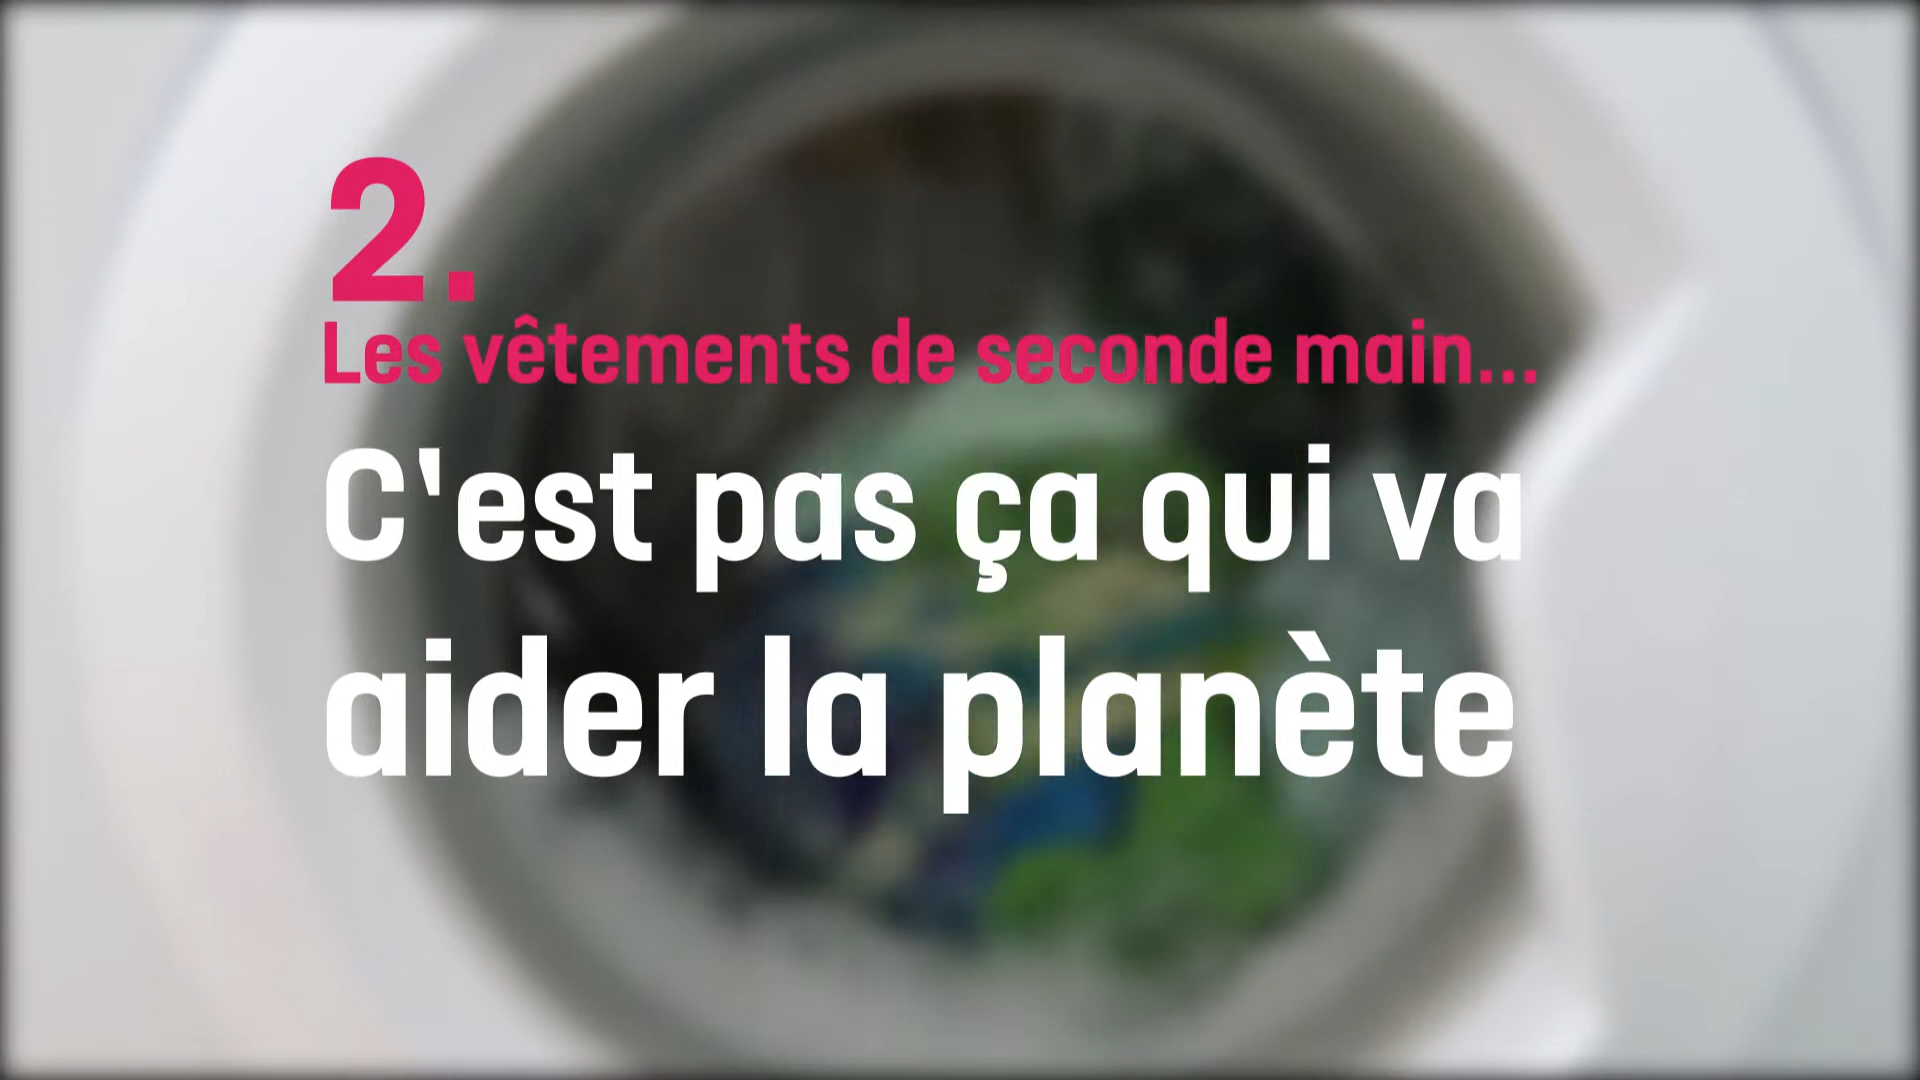 2.
Les vêtements de seconde main...
C'est pas ça qui va
aider la planète